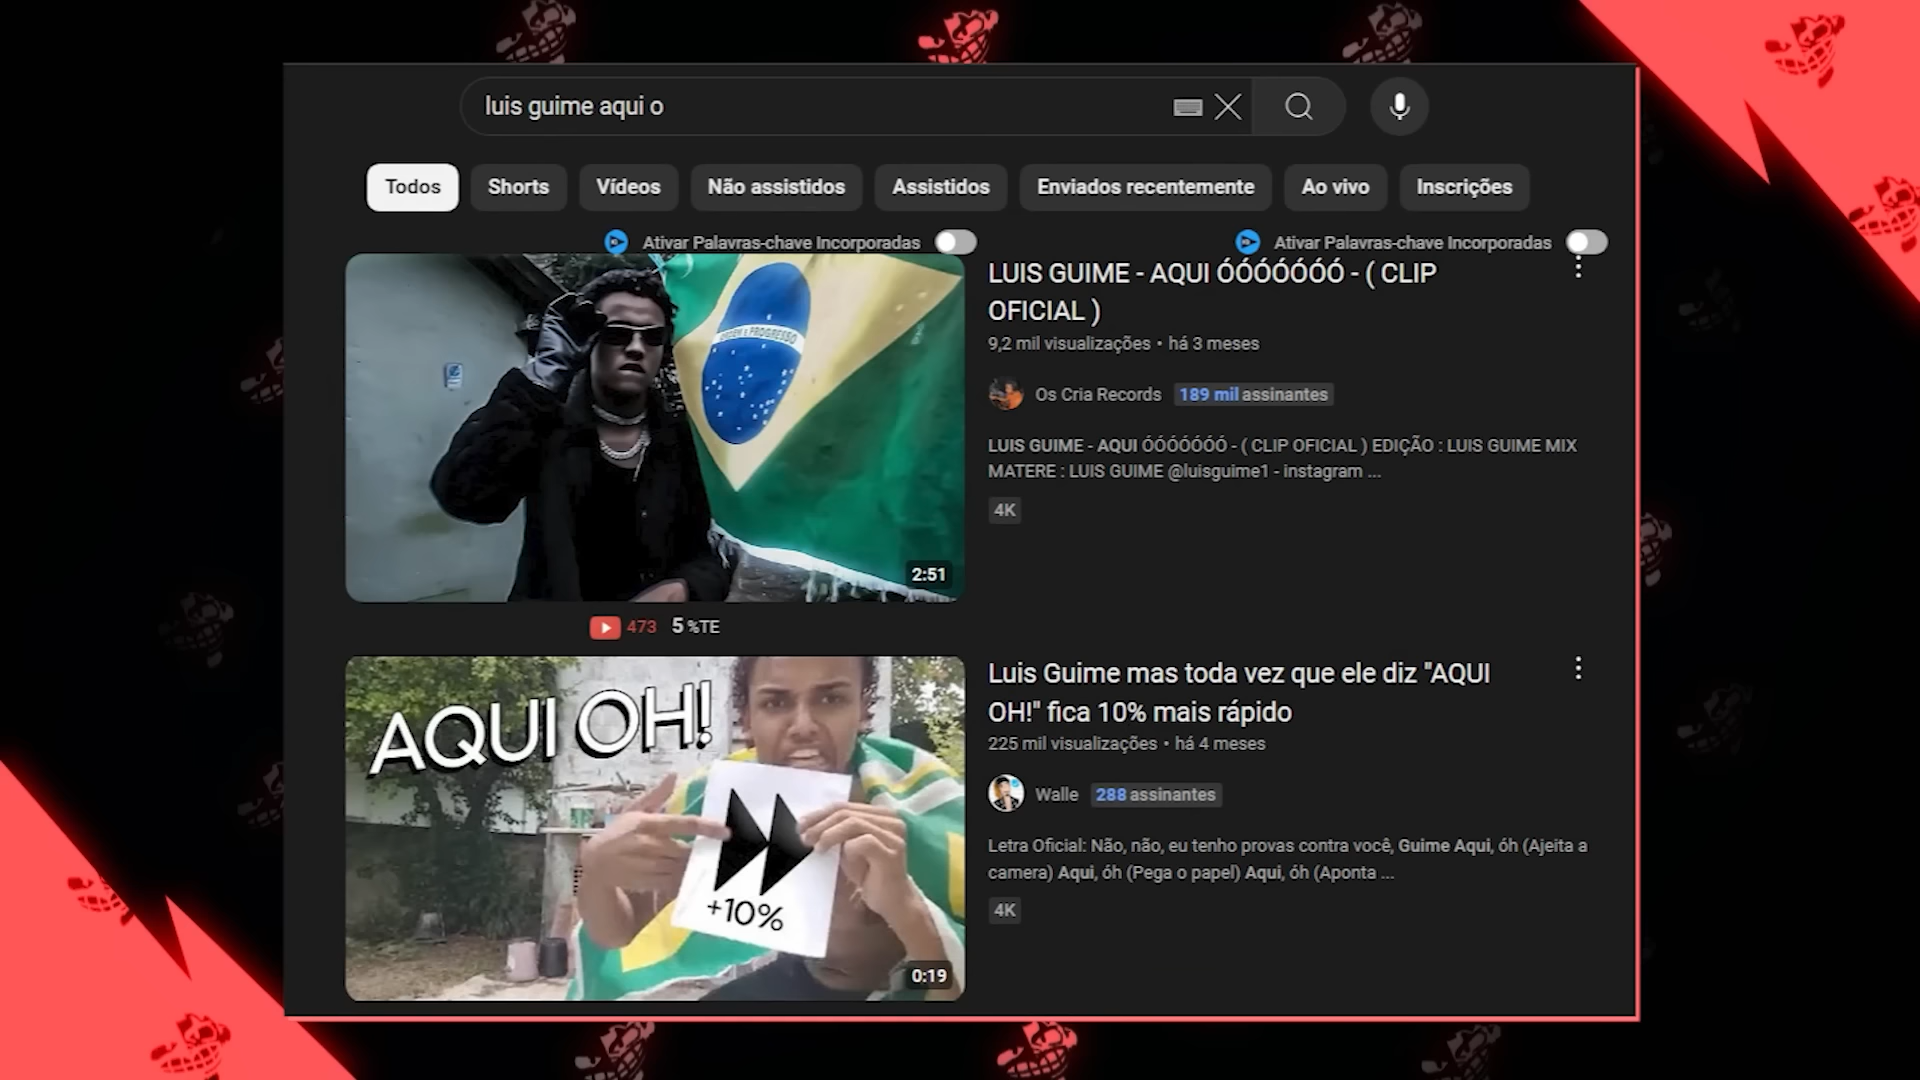 luis guime aqui o
Todos Shorts Vídeos Não assistidos Assistidos Enviados recentemente Ao vivo Inscrições
Ativar Palavras-chave Incorporadas
Ativar Palavras-chave Incorporadas
ORDEM E PROGRESSO
2:51
LUIS GUIME - AQUI ÓÓÓÓÓÓÓ - ( CLIP
OFICIAL )
9,2 mil visualizações • há 3 meses
Os Cria Records 189 mil assinantes
LUIS GUIME - AQUI ÓÓÓÓÓÓÓ - ( CLIP OFICIAL ) EDIÇÃO : LUIS GUIME MIX
MATERE : LUIS GUIME @luisguime1 - instagram ...
4K
473 5 %TE
AQUI OH!
+10%
0:19
Luis Guime mas toda vez que ele diz "AQUI
OH!" fica 10% mais rápido
225 mil visualizações • há 4 meses
Walle 288 assinantes
Letra Oficial: Não, não, eu tenho provas contra você, Guime Aqui, óh (Ajeita a
camera) Aqui, óh (Pega o papel) Aqui, óh (Aponta ...
4K